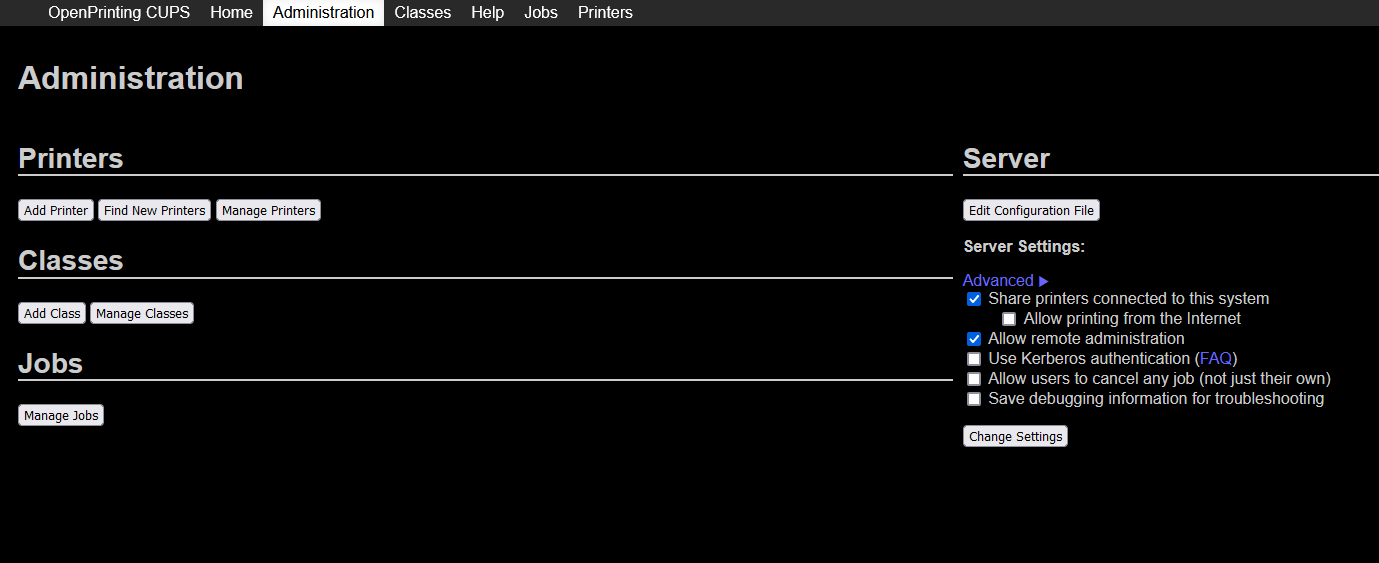 OpenPrinting CUPS Home Administration Classes Help Jobs Printers
Administration
Printers
Add Printer Find New Printers Manage Printers
Classes
Add Class Manage Classes
Jobs
Manage Jobs
Server
Edit Configuration File
Server Settings:
Advanced ▶
Share printers connected to this system
Allow printing from the Internet
Allow remote administration
Use Kerberos authentication (FAQ)
Allow users to cancel any job (not just their own)
Save debugging information for troubleshooting
Change Settings